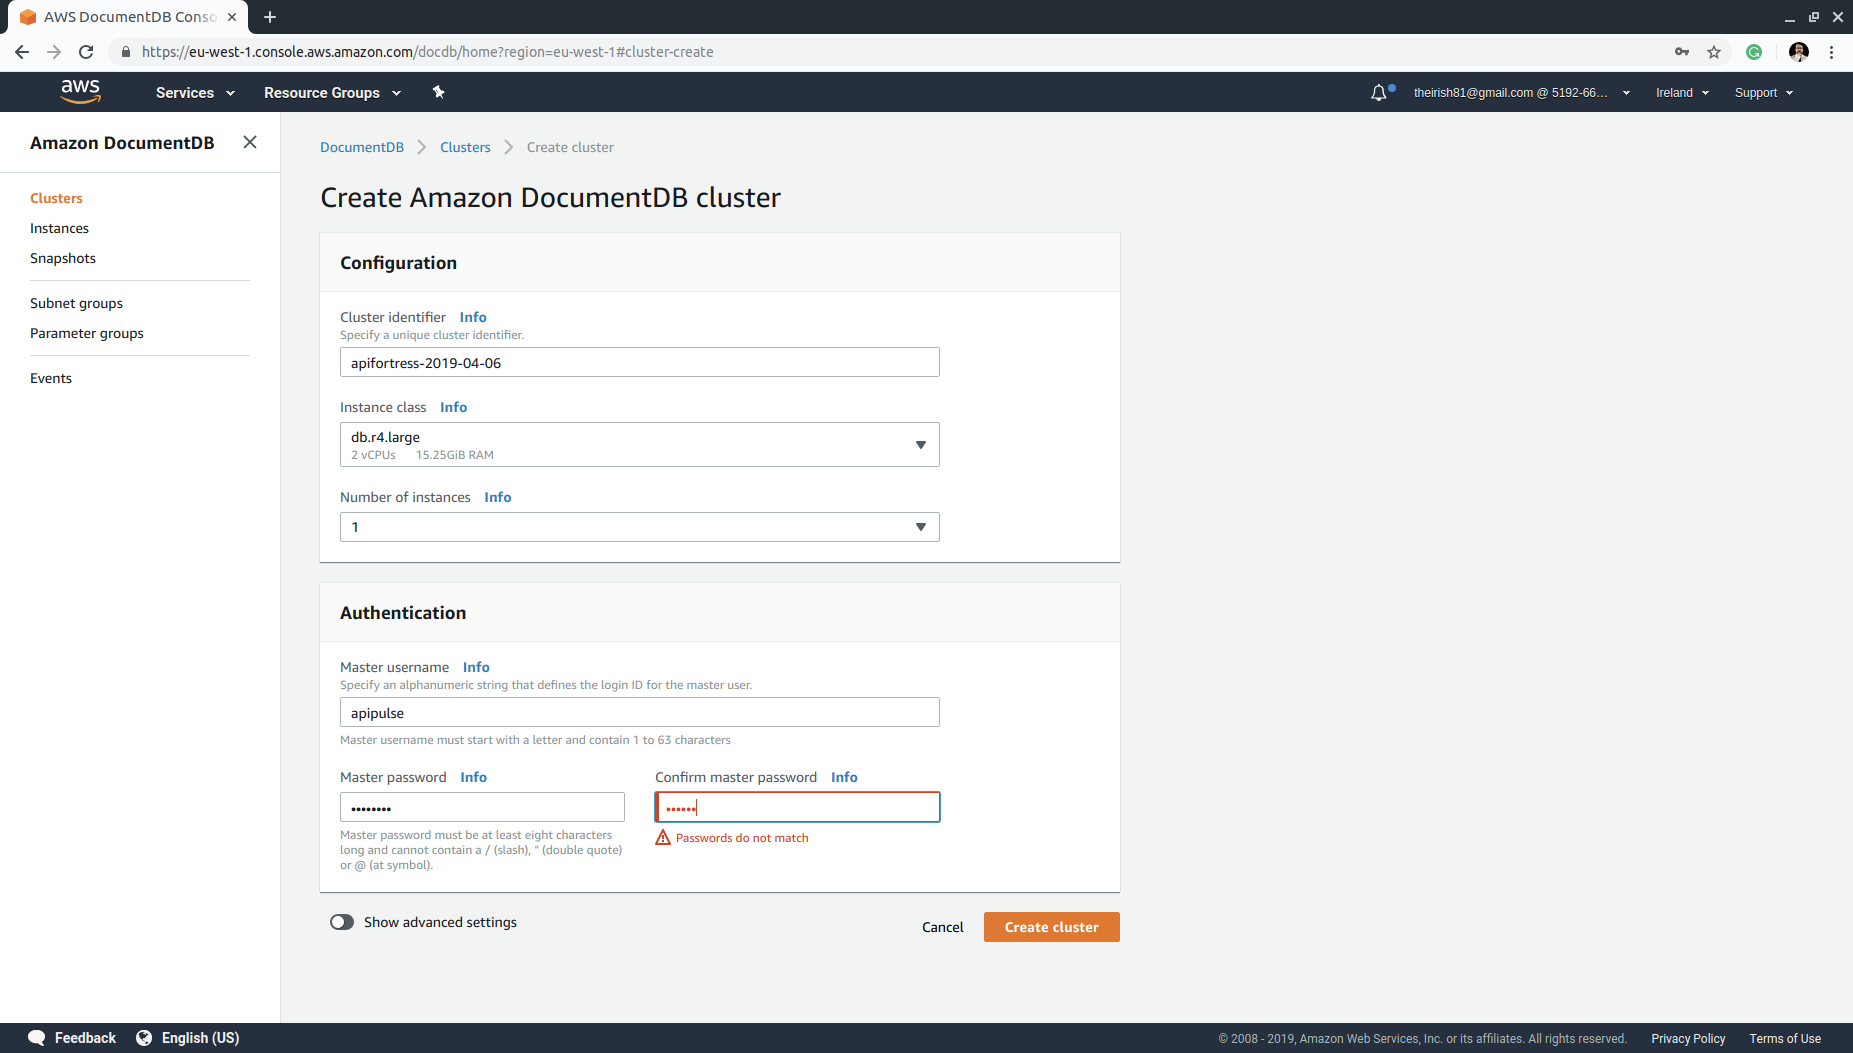 AWS DocumentDB Conso
https://eu-west-1.console.aws.amazon.com/docdb/home?region=eu-west-1#cluster-create
aws
Services
Resource Groups
theirish81@gmail.com @ 5192-66...
Ireland
Support
Amazon DocumentDB
Clusters
Instances
Snapshots
Subnet groups
Parameter groups
Events
DocumentDB
Clusters
Create cluster
Create Amazon DocumentDB cluster
Configuration
Cluster identifier Info
Specify a unique cluster identifier.
apifortress-2019-04-06
Instance class Info
db.r4.large
2 vCPUs 15.25GiB RAM
Number of instances Info
1
Authentication
Master username Info
Specify an alphanumeric string that defines the login ID for the master user.
apipulse
Master username must start with a letter and contain 1 to 63 characters
Master password Info
••••••••
Master password must be at least eight characters
long and cannot contain a / (slash), " (double quote)
or @ (at symbol).
Confirm master password Info
••••••
Passwords do not match
Show advanced settings
Cancel
Create cluster
Feedback
English (US)
© 2008 - 2019, Amazon Web Services, Inc. or its affiliates. All rights reserved.
Privacy Policy
Terms of Use